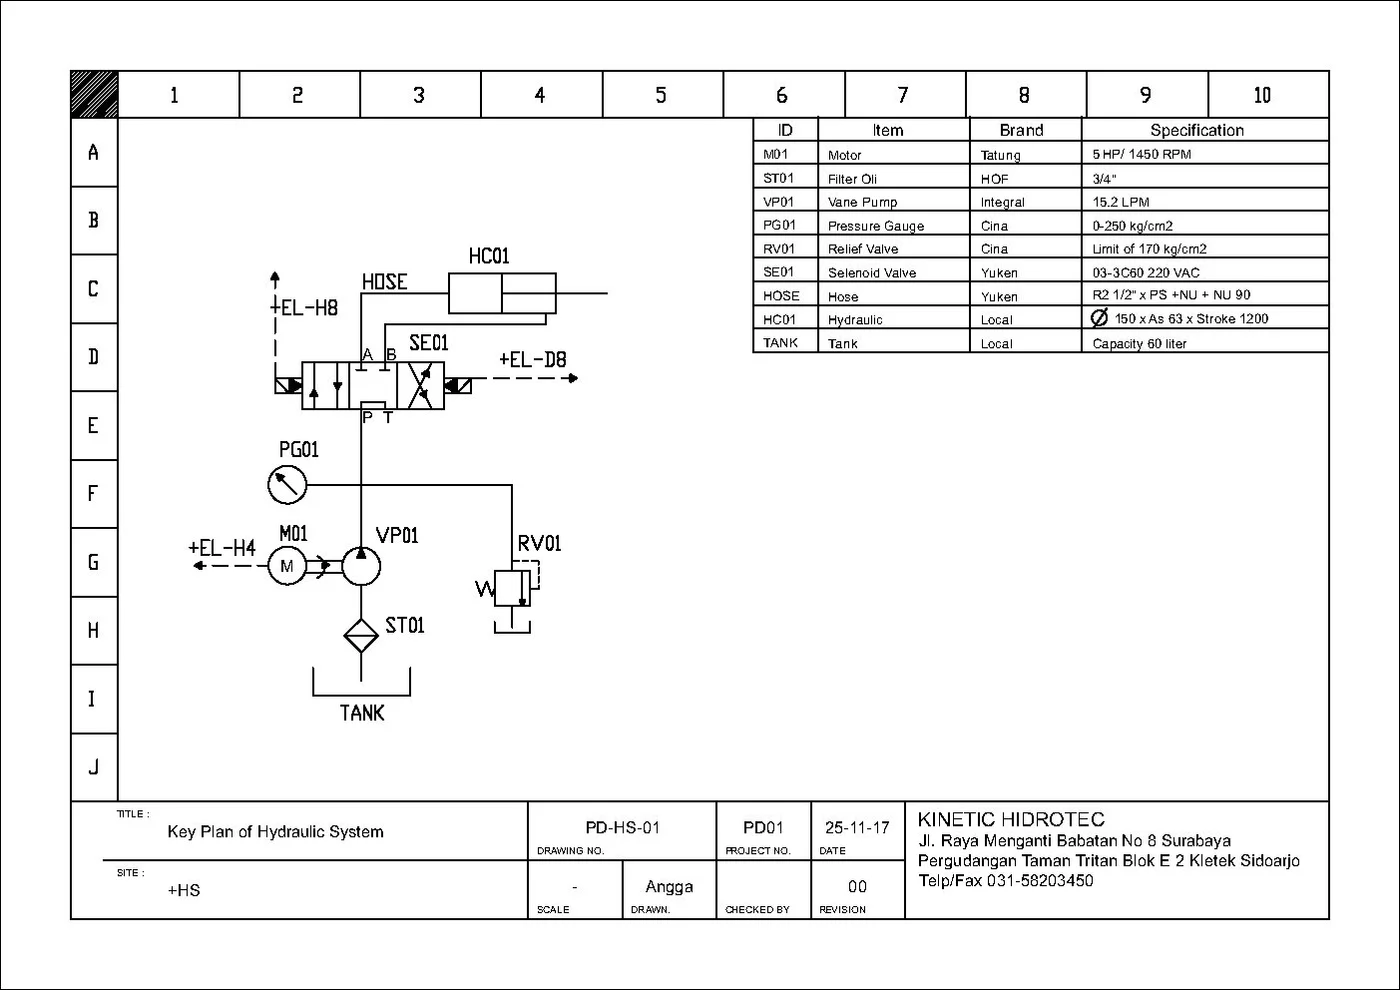 1 2 3 4 5 6 7 8 9 10
A
B
C
D
E
F
G
H
I
J
ID Item Brand Specification
M01 Motor Tatung 5 HP/ 1450 RPM
ST01 Filter Oli HOF 3/4"
VP01 Vane Pump Integral 15.2 LPM
PG01 Pressure Gauge Cina 0-250 kg/cm2
RV01 Relief Valve Cina Limit of 170 kg/cm2
SE01 Selenoid Valve Yuken 03-3C60 220 VAC
HOSE Hose Yuken R2 1/2" x PS +NU + NU 90
HC01 Hydraulic Local Ø 150 x As 63 x Stroke 1200
TANK Tank Local Capacity 60 liter
HC01
HOSE
+EL-H8
SE01
A B
+EL-D8
P T
PG01
M01
VP01
+EL-H4
M
RV01
W
ST01
TANK
TITLE :
Key Plan of Hydraulic System
SITE :
+HS
PD-HS-01
DRAWING NO.
PD01
PROJECT NO.
25-11-17
DATE
-
SCALE
Angga
DRAWN.
CHECKED BY
00
REVISION
KINETIC HIDROTEC
Jl. Raya Menganti Babatan No 8 Surabaya
Pergudangan Taman Tritan Blok E 2 Kletek Sidoarjo
Telp/Fax 031-58203450